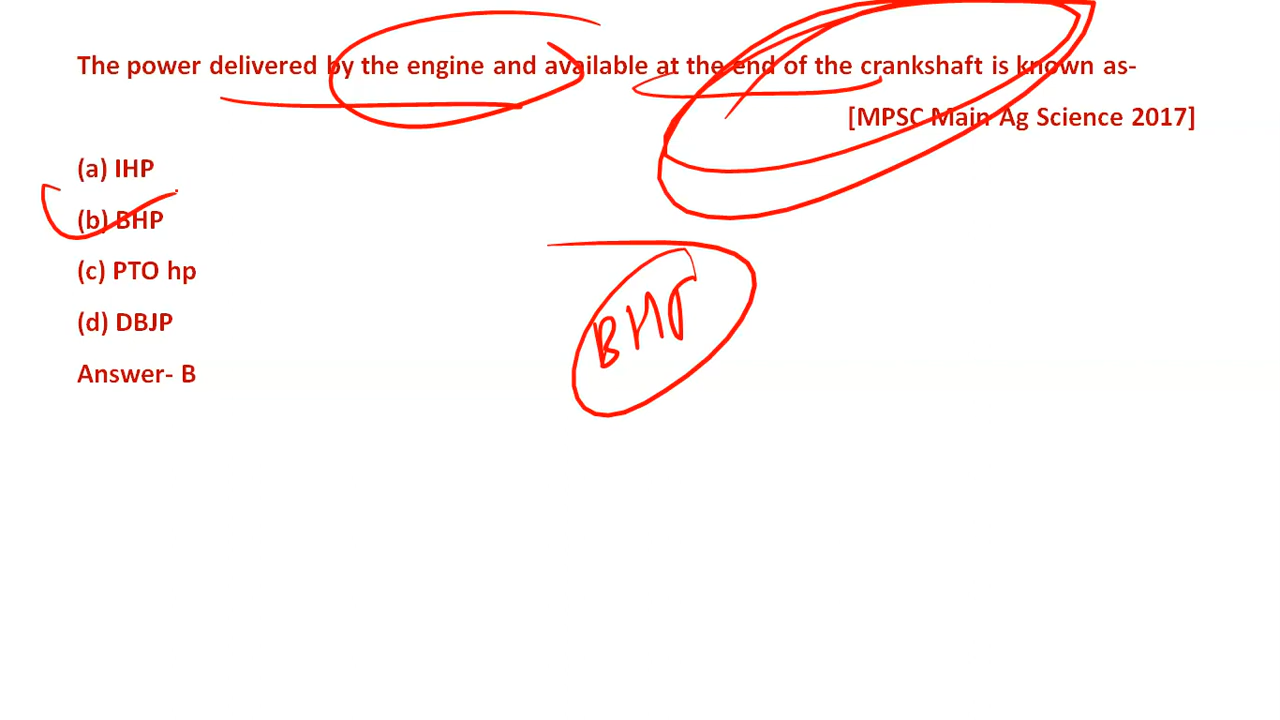 The power delivered by the engine and available at the end of the crankshaft is known as-
[MPSC Main Ag Science 2017]
(a) IHP
(b) BHP
(c) PTO hp
(d) DBJP
Answer- B
BHP